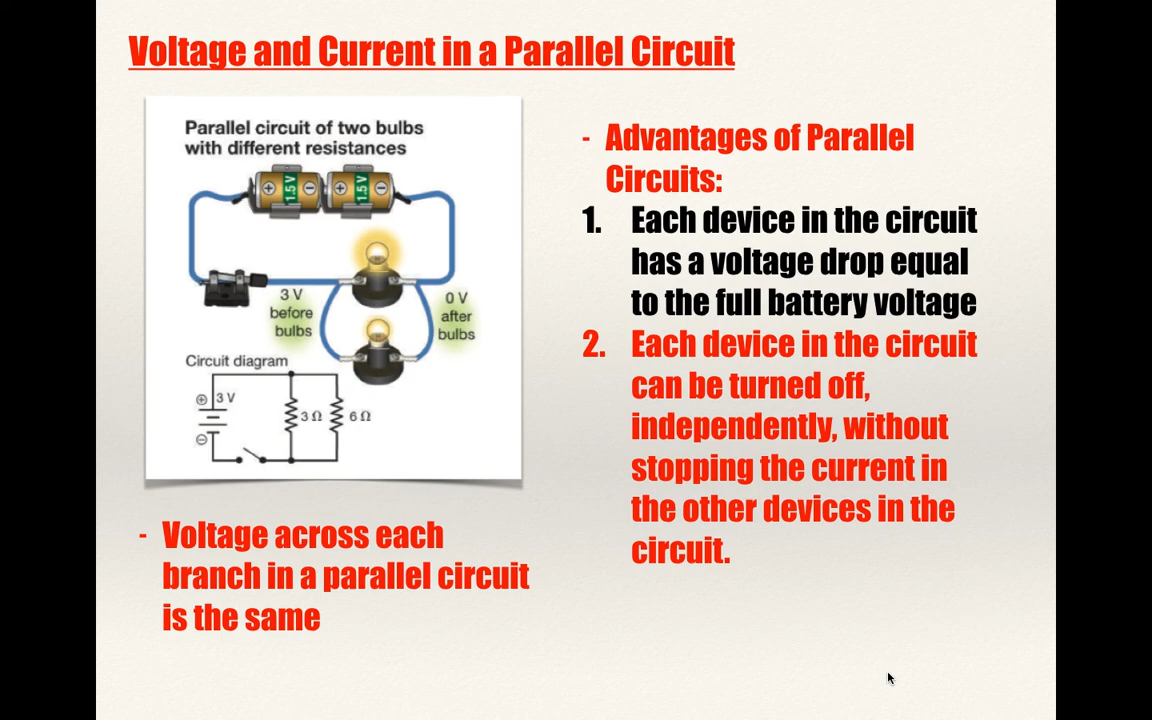 Voltage and Current in a Parallel Circuit
Parallel circuit of two bulbs
with different resistances
+ 1.5 V − + 1.5 V −
3 V
before
bulbs
0 V
after
bulbs
Circuit diagram
+ 3 V
3 Ω 6 Ω
−
- Voltage across each
branch in a parallel circuit
is the same
- Advantages of Parallel
Circuits:
1. Each device in the circuit
has a voltage drop equal
to the full battery voltage
2. Each device in the circuit
can be turned off,
independently, without
stopping the current in
the other devices in the
circuit.